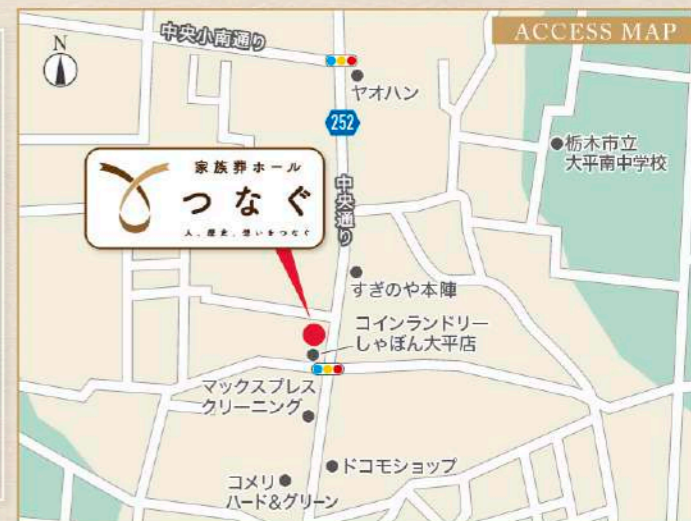 ACCESS MAP
N
中央小南通り
ヤオハン
252
栃木市立
大平南中学校
家族葬ホール
つなぐ
人、歴史、想いをつなぐ
中央通り
すぎのや本陣
コインランドリー
しゃぼん大平店
マックスプレス
クリーニング
ドコモショップ
コメリ
ハード&グリーン